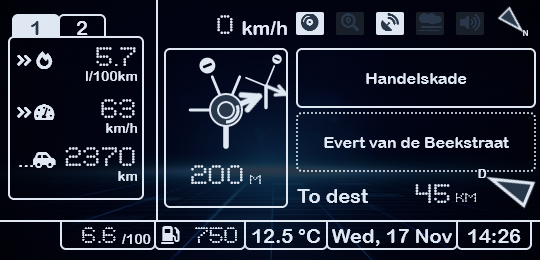 1 2
0 km/h
N
5.7
l/100km
63
km/h
2370
km
200 M
Handelskade
Evert van de Beekstraat
D
To dest 45 KM
6.6 /100 750 12.5 °C Wed, 17 Nov 14:26